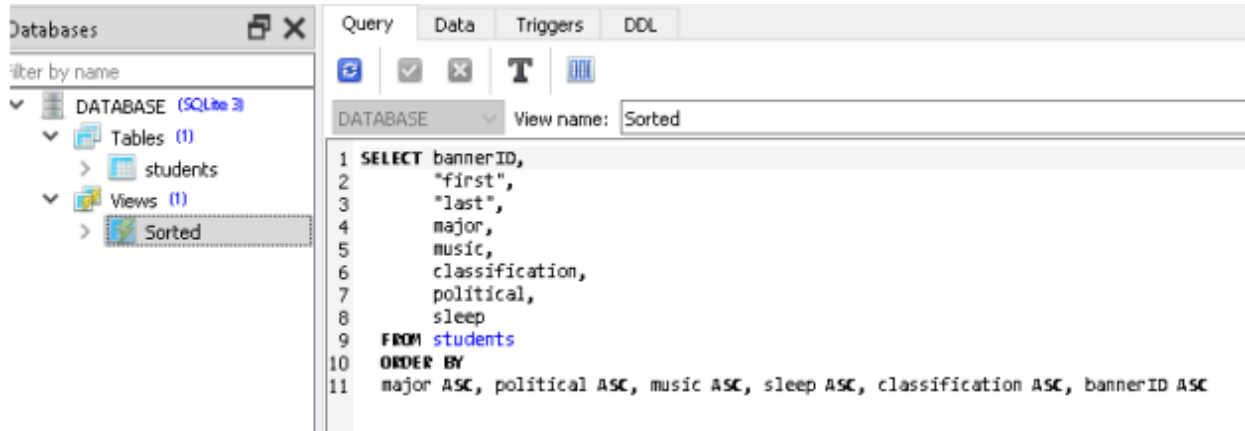 Databases
Filter by name
DATABASE (SQLite 3)
Tables (1)
students
Views (1)
Sorted
Query Data Triggers DDL
T
DATABASE View name: Sorted
1 SELECT bannerID,
2 "first",
3 "last",
4 major,
5 music,
6 classification,
7 political,
8 sleep
9 FROM students
10 ORDER BY
11 major ASC, political ASC, music ASC, sleep ASC, classification ASC, bannerID ASC